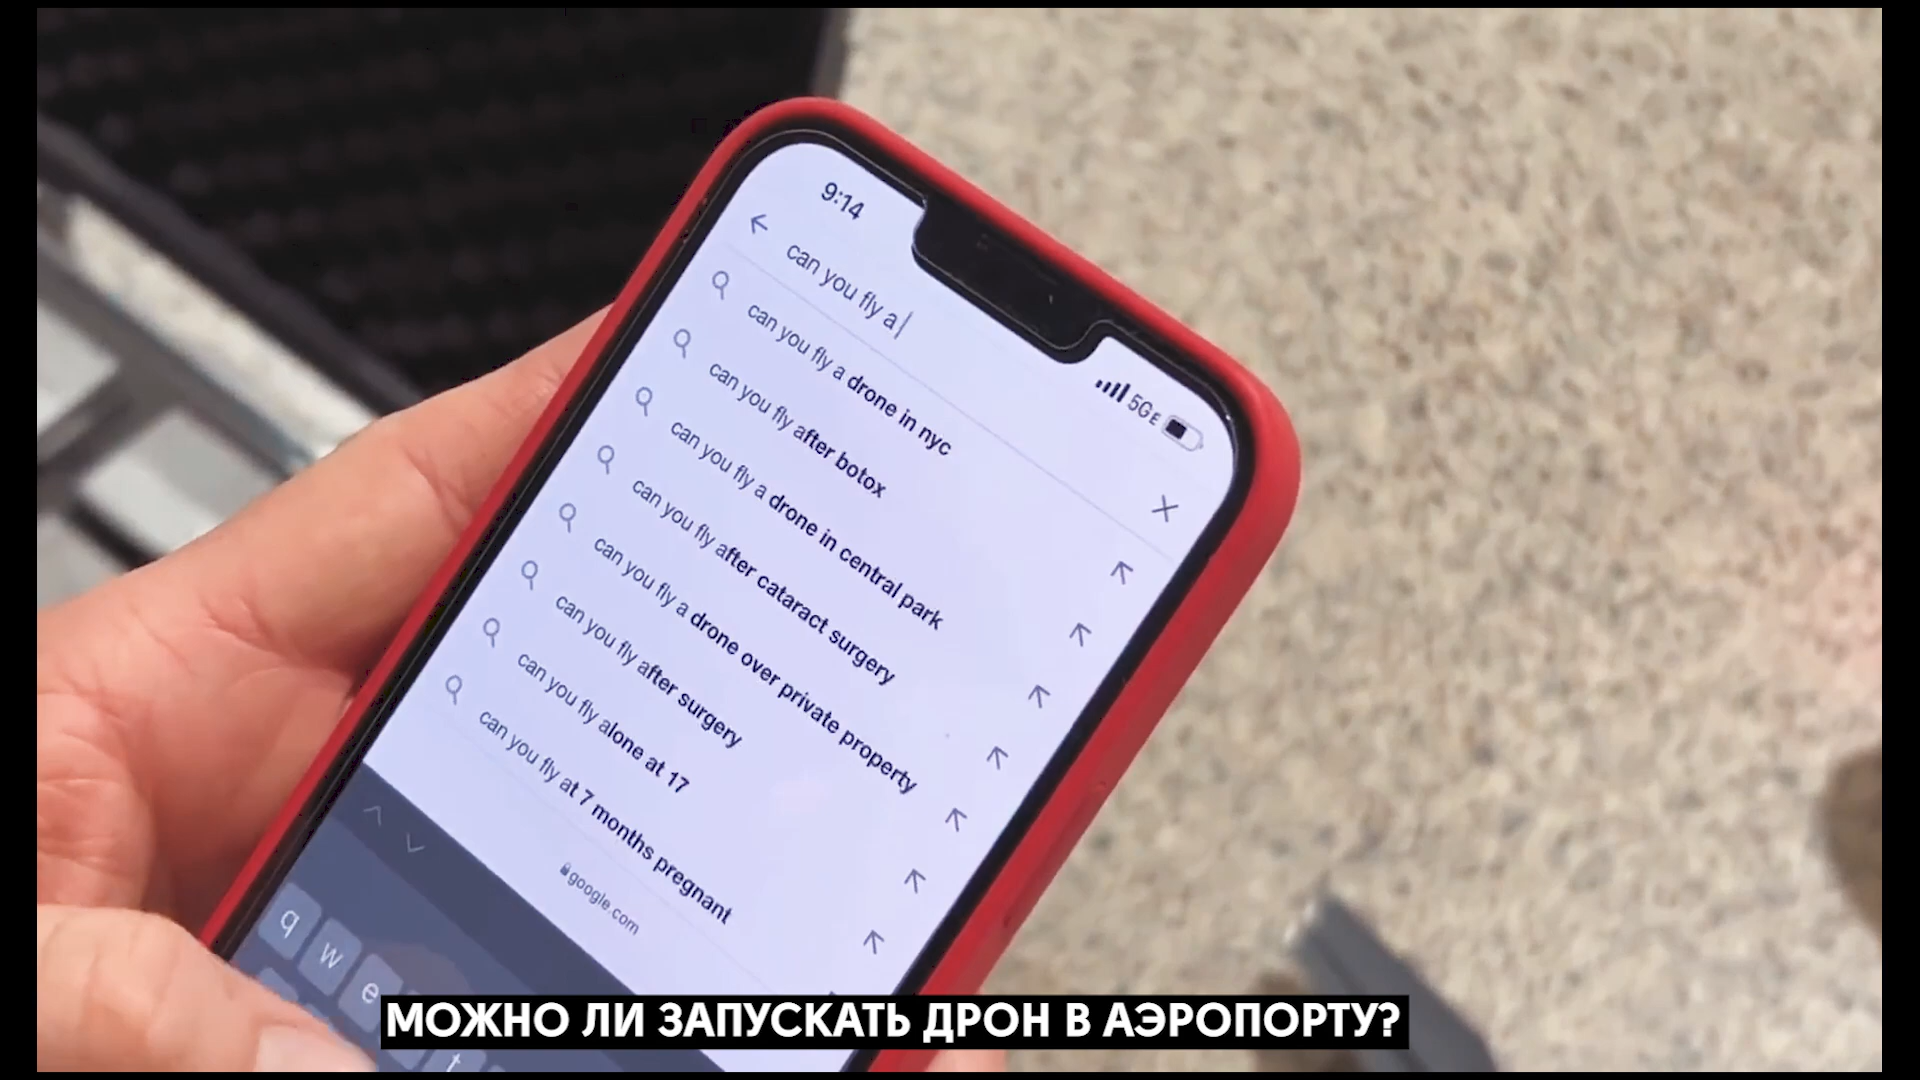 9:14
5GE
can you fly a
can you fly a drone in nyc
can you fly after botox
can you fly a drone in central park
can you fly after cataract surgery
can you fly a drone over private property
can you fly after surgery
can you fly alone at 17
can you fly at 7 months pregnant
google.com
q w e
t
МОЖНО ЛИ ЗАПУСКАТЬ ДРОН В АЭРОПОРТУ?